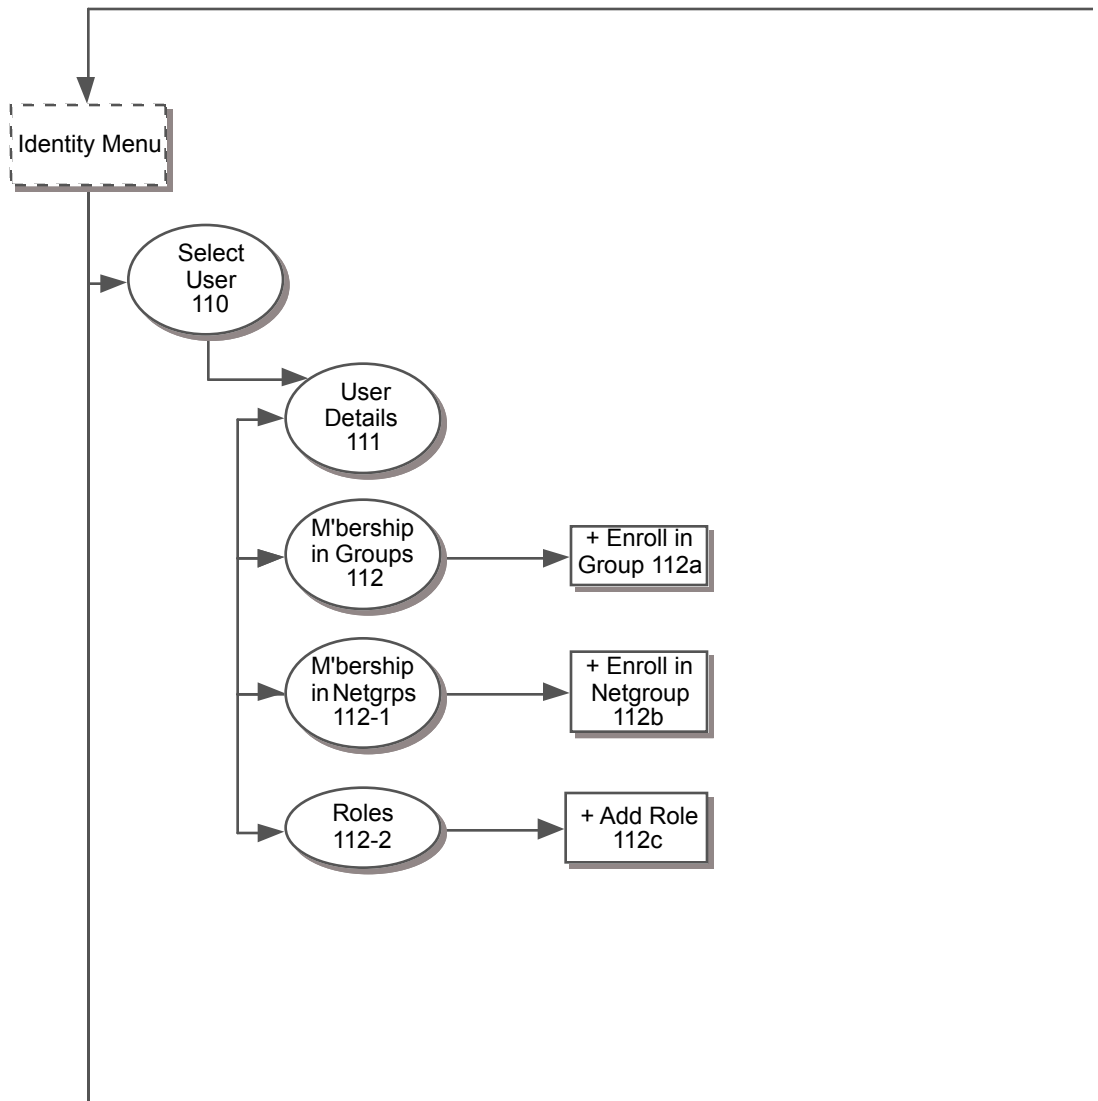 Identity Menu
Select
User
110
User
Details
111
M'bership
in Groups
112
+ Enroll in
Group 112a
M'bership
in Netgrps
112-1
+ Enroll in
Netgroup
112b
Roles
112-2
+ Add Role
112c